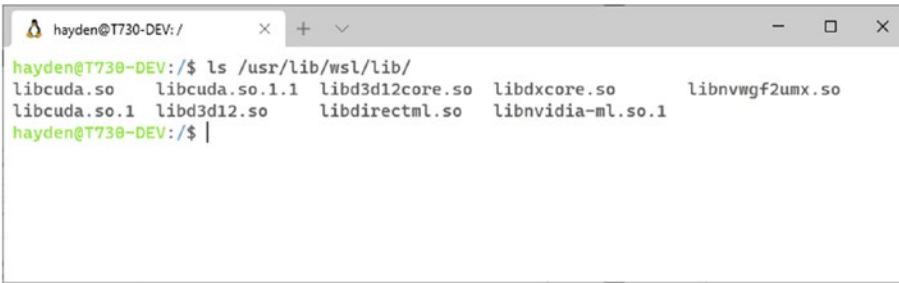 hayden@T730-DEV: /
hayden@T730-DEV:/$ ls /usr/lib/wsl/lib/
libcuda.so libcuda.so.1.1 libd3d12core.so libdxcore.so libnvwgf2umx.so
libcuda.so.1 libd3d12.so libdirectml.so libnvidia-ml.so.1
hayden@T730-DEV:/$